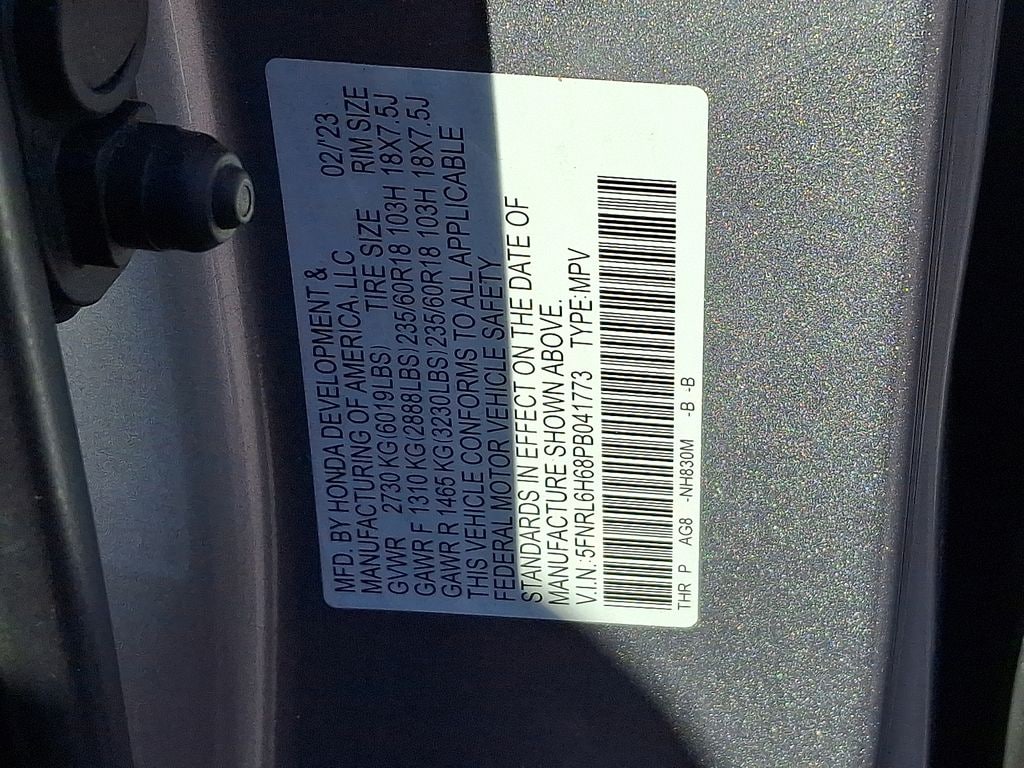 MFD. BY HONDA DEVELOPMENT &
MANUFACTURING OF AMERICA, LLC 02/'23
GVWR 2730 KG(6019LBS) TIRE SIZE RIM SIZE
GAWR F 1310 KG(2888LBS) 235/60R18 103H 18X7.5J
GAWR R 1465 KG(3230LBS) 235/60R18 103H 18X7.5J
THIS VEHICLE CONFORMS TO ALL APPLICABLE
FEDERAL MOTOR VEHICLE SAFETY
STANDARDS IN EFFECT ON THE DATE OF
MANUFACTURE SHOWN ABOVE.
V.I.N.:5FNRL6H68PB041773 TYPE:MPV
THR P AG8 -NH830M -B -B